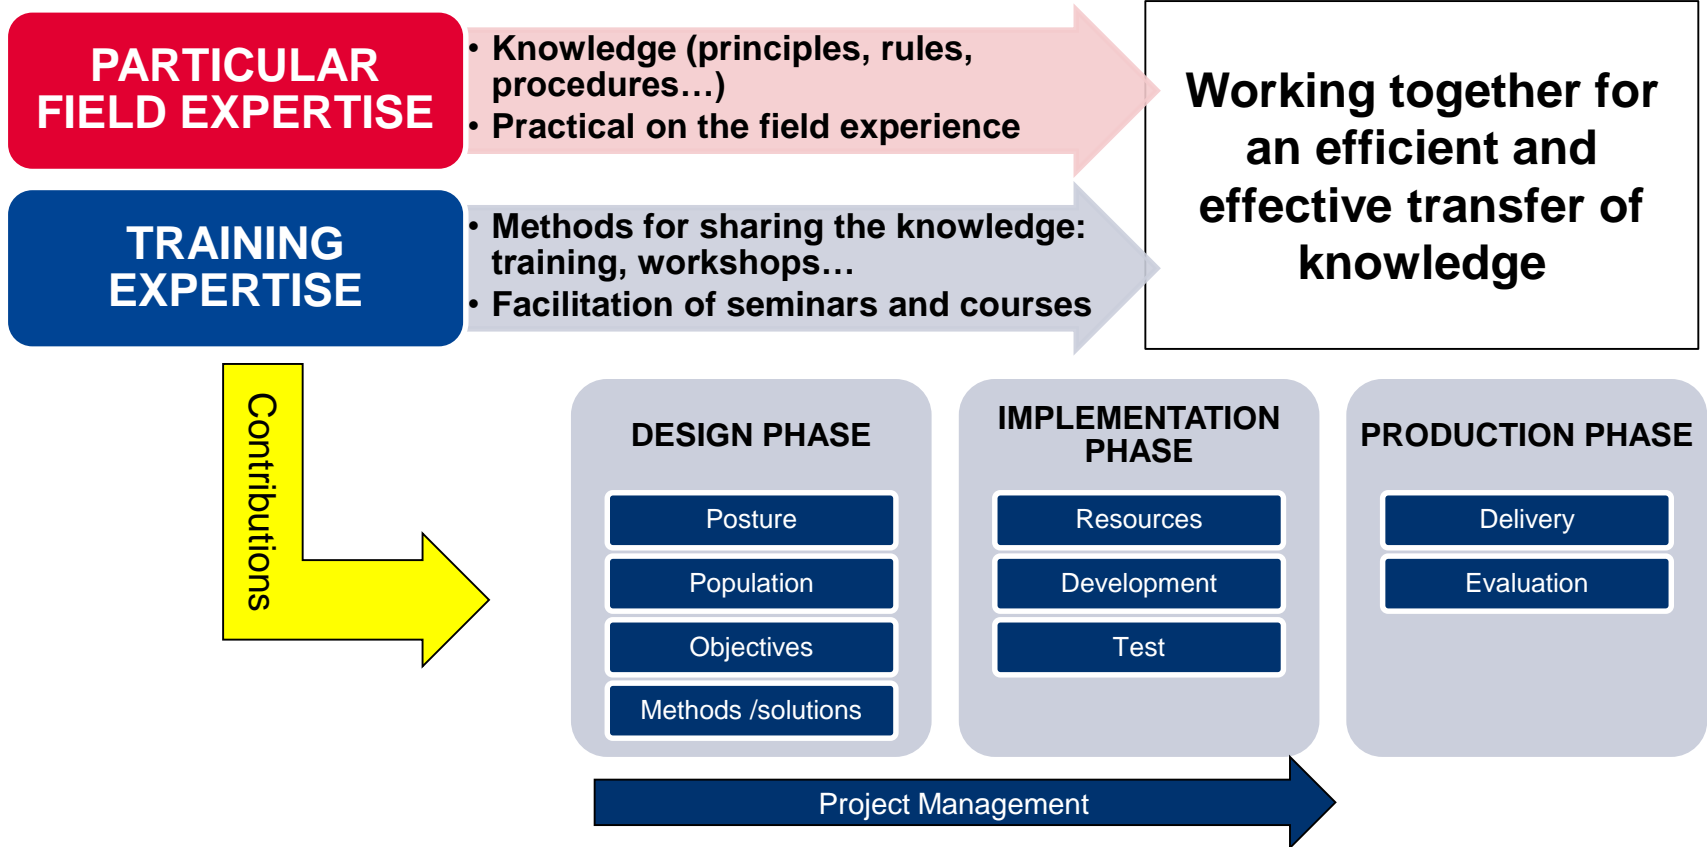 PARTICULAR
FIELD EXPERTISE
• Knowledge (principles, rules,
procedures…)
• Practical on the field experience
TRAINING
EXPERTISE
• Methods for sharing the knowledge:
training, workshops…
• Facilitation of seminars and courses
Working together for
an efficient and
effective transfer of
knowledge
Contributions
DESIGN PHASE
Posture
Population
Objectives
Methods /solutions
IMPLEMENTATION
PHASE
Resources
Development
Test
PRODUCTION PHASE
Delivery
Evaluation
Project Management